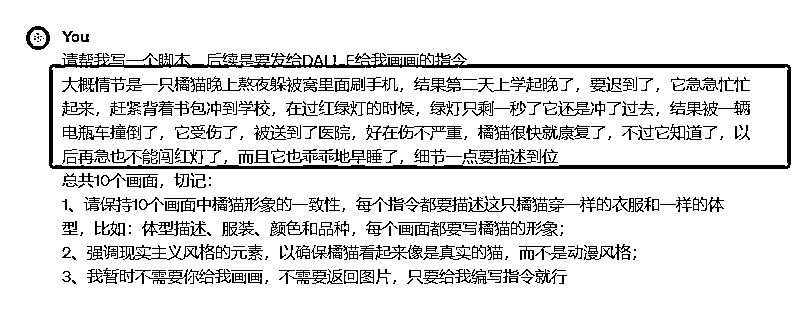 You
请帮我写一个脚本，后续是要发给DALL-E给我画画的指令
大概情节是一只橘猫晚上熬夜躲被窝里面刷手机，结果第二天上学起晚了，要迟到了，它急急忙忙
起来，赶紧背着书包冲到学校，在过红绿灯的时候，绿灯只剩一秒了它还是冲了过去，结果被一辆
电瓶车撞倒了，它受伤了，被送到了医院，好在伤不严重，橘猫很快就康复了，不过它知道了，以
后再急也不能闯红灯了，而且它也乖乖地早睡了，细节一点要描述到位
总共10个画面，切记：
1、请保持10个画面中橘猫形象的一致性，每个指令都要描述这只橘猫穿一样的衣服和一样的体
型，比如：体型描述、服装、颜色和品种，每个画面都要写橘猫的形象；
2、强调现实主义风格的元素，以确保橘猫看起来像是真实的猫，而不是动漫风格；
3、我暂时不需要你给我画画，不需要返回图片，只要给我编写指令就行